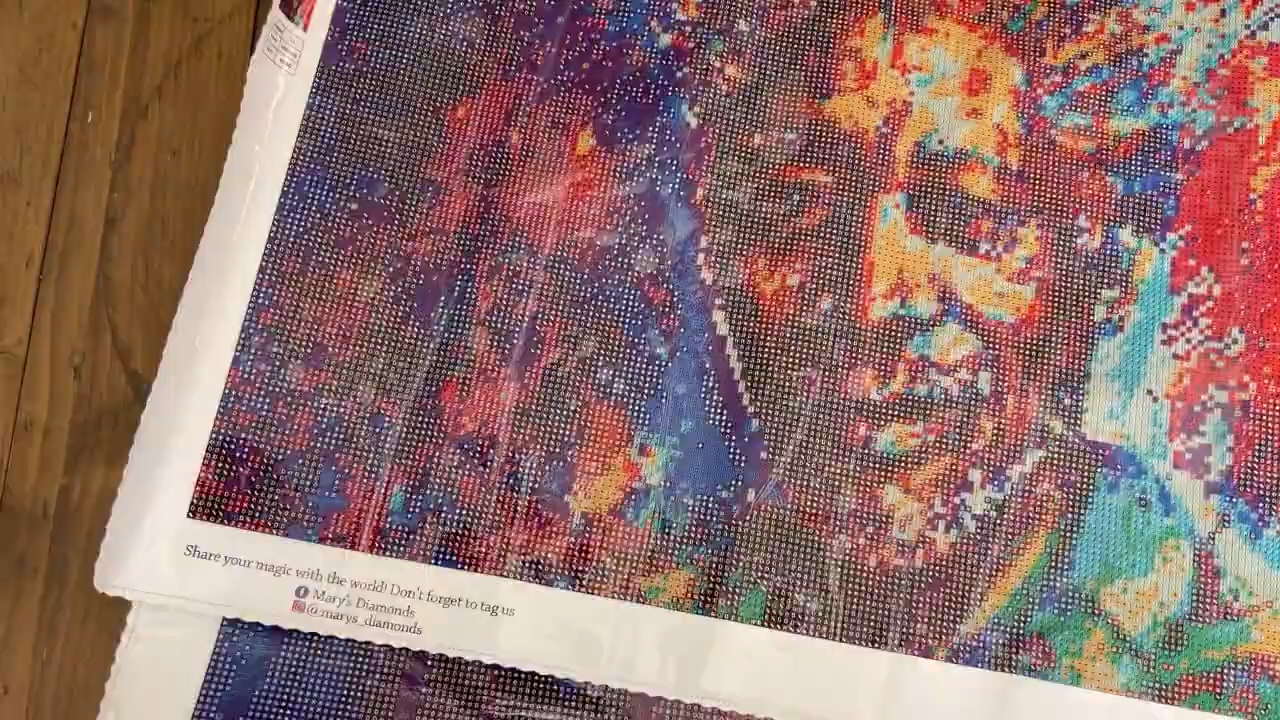 Share your magic with the world! Don't forget to tag us
Mary's Diamonds
@marys_diamonds